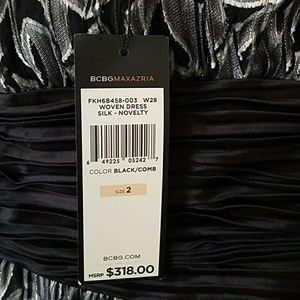 BCBGMAXAZRIA
FKH6B458-003 W28
WOVEN DRESS
SILK - NOVELTY
6 49225 05242 7
COLOR BLACK/COMB
SIZE 2
BCBG.COM
MSRP $318.00